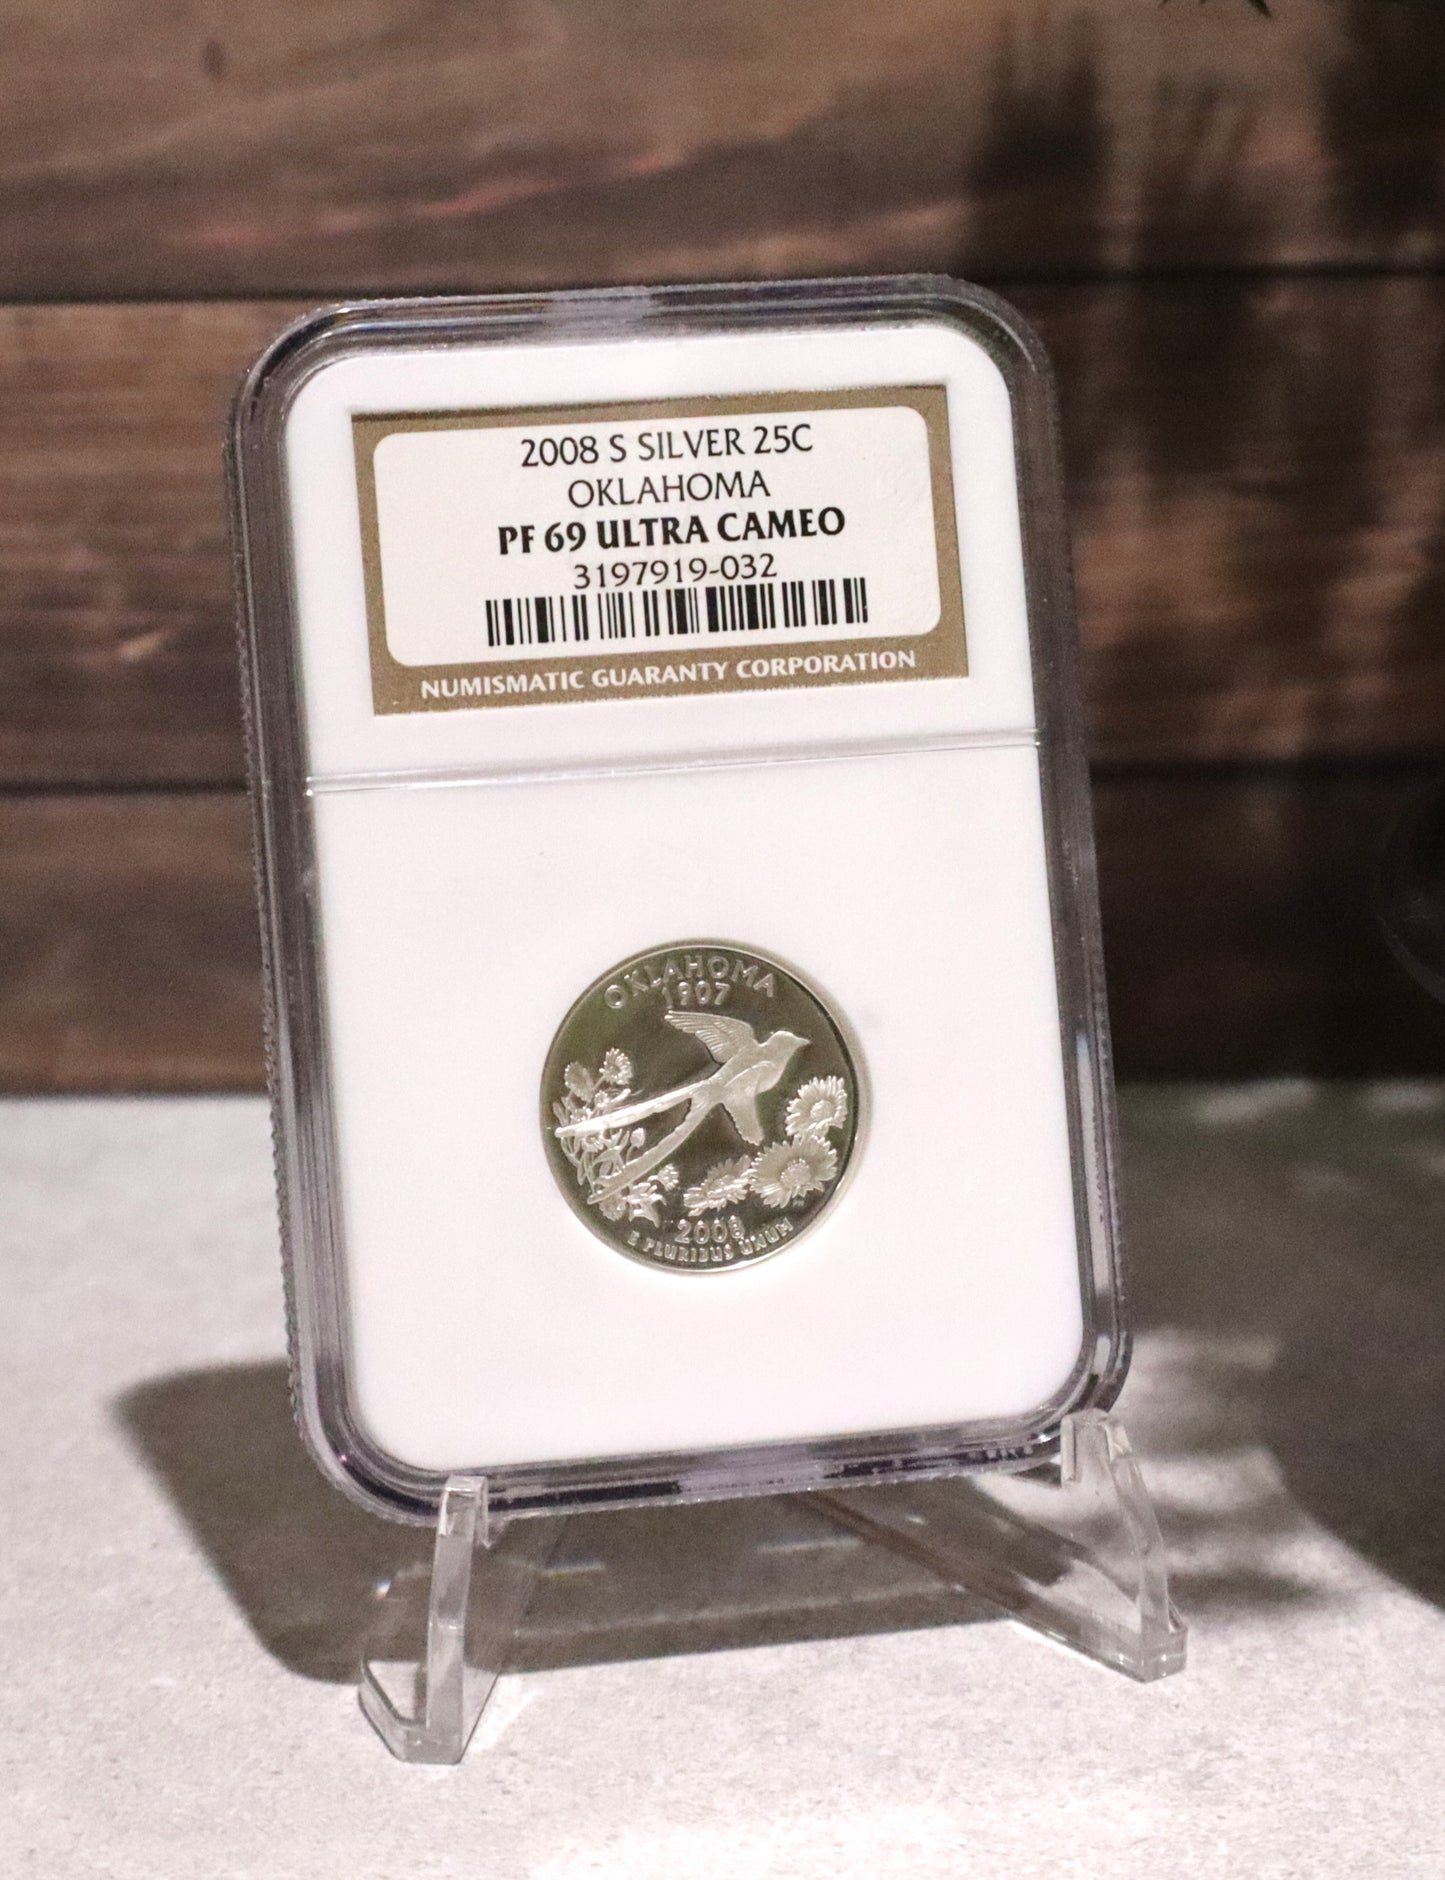 2008 S SILVER 25C
OKLAHOMA
PF 69 ULTRA CAMEO
3197919-032
NUMISMATIC GUARANTY CORPORATION
OKLAHOMA
1907
2008
E PLURIBUS UNUM